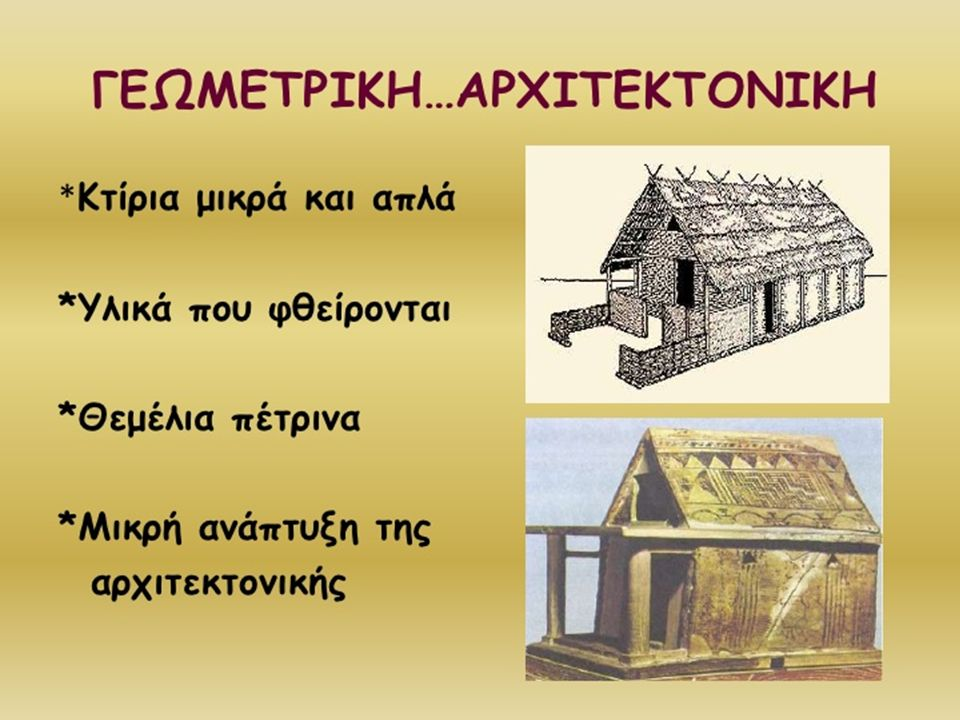 ΓΕΩΜΕΤΡΙΚΗ...ΑΡΧΙΤΕΚΤΟΝΙΚΗ
*Κτίρια μικρά και απλά
*Υλικά που φθείρονται
*Θεμέλια πέτρινα
*Μικρή ανάπτυξη της
αρχιτεκτονικής